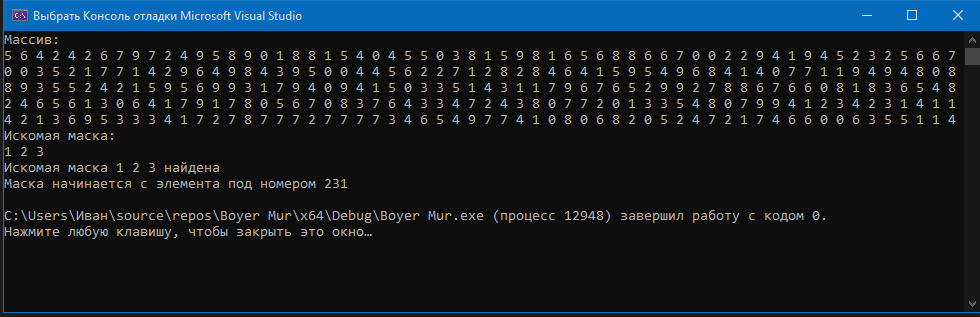 Выбрать Консоль отладки Microsoft Visual Studio
Массив:
5 6 4 2 4 2 6 7 9 7 2 4 9 5 8 9 0 1 8 8 1 5 4 0 4 5 5 0 3 8 1 5 9 8 1 6 5 6 8 8 6 6 7 0 0 2 2 9 4 1 9 4 5 2 3 2 5 6 6 7
0 0 3 5 2 1 7 7 1 4 2 9 6 4 9 8 4 3 9 5 0 0 4 4 5 6 2 2 7 1 2 8 2 8 4 6 4 1 5 9 5 4 9 6 8 4 1 4 0 7 7 1 1 9 4 9 4 8 0 8
8 9 3 5 5 2 4 2 1 5 9 5 6 9 9 3 1 7 9 4 0 9 4 1 5 0 3 3 5 1 4 3 1 1 7 9 6 7 6 5 2 9 9 2 7 8 8 6 7 6 6 0 8 1 8 3 6 5 4 8
2 4 6 5 6 1 3 0 6 4 1 7 9 1 7 8 0 5 6 7 0 8 3 7 6 4 3 3 4 7 2 4 3 8 0 7 7 2 0 1 3 3 5 4 8 0 7 9 9 4 1 2 3 4 2 3 1 4 1 1
4 2 1 3 6 9 5 3 3 3 4 1 7 2 7 8 7 7 7 2 7 7 7 7 3 4 6 5 4 9 7 7 4 1 0 8 0 6 8 2 0 5 2 4 7 2 1 7 4 6 6 0 0 6 3 5 5 1 1 4
Искомая маска:
1 2 3
Искомая маска 1 2 3 найдена
Маска начинается с элемента под номером 231
C:\Users\Иван\source\repos\Boyer Mur\x64\Debug\Boyer Mur.exe (процесс 12948) завершил работу с кодом 0.
Нажмите любую клавишу, чтобы закрыть это окно…